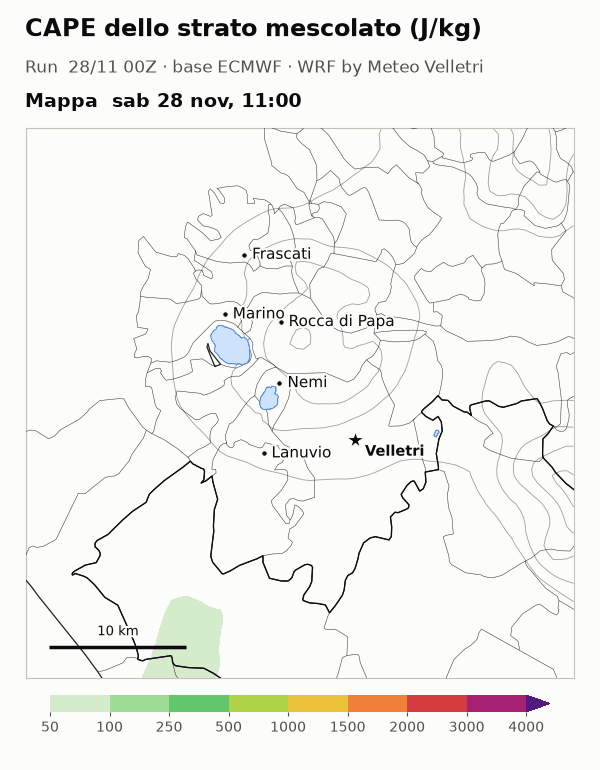 CAPE dello strato mescolato (J/kg)
Run  28/11 00Z · base ECMWF · WRF by Meteo Velletri
Mappa  sab 28 nov, 11:00
Frascati
Marino
Rocca di Papa
Nemi
Velletri
Lanuvio
10 km
50 100 250 500 1000 1500 2000 3000 4000